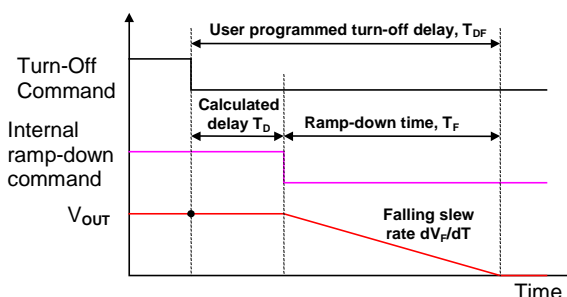 User programmed turn-off delay, TDF
Turn-Off
Command
Calculated
delay TD
Ramp-down time, TF
Internal
ramp-down
command
VOUT
Falling slew
rate dVF/dT
Time